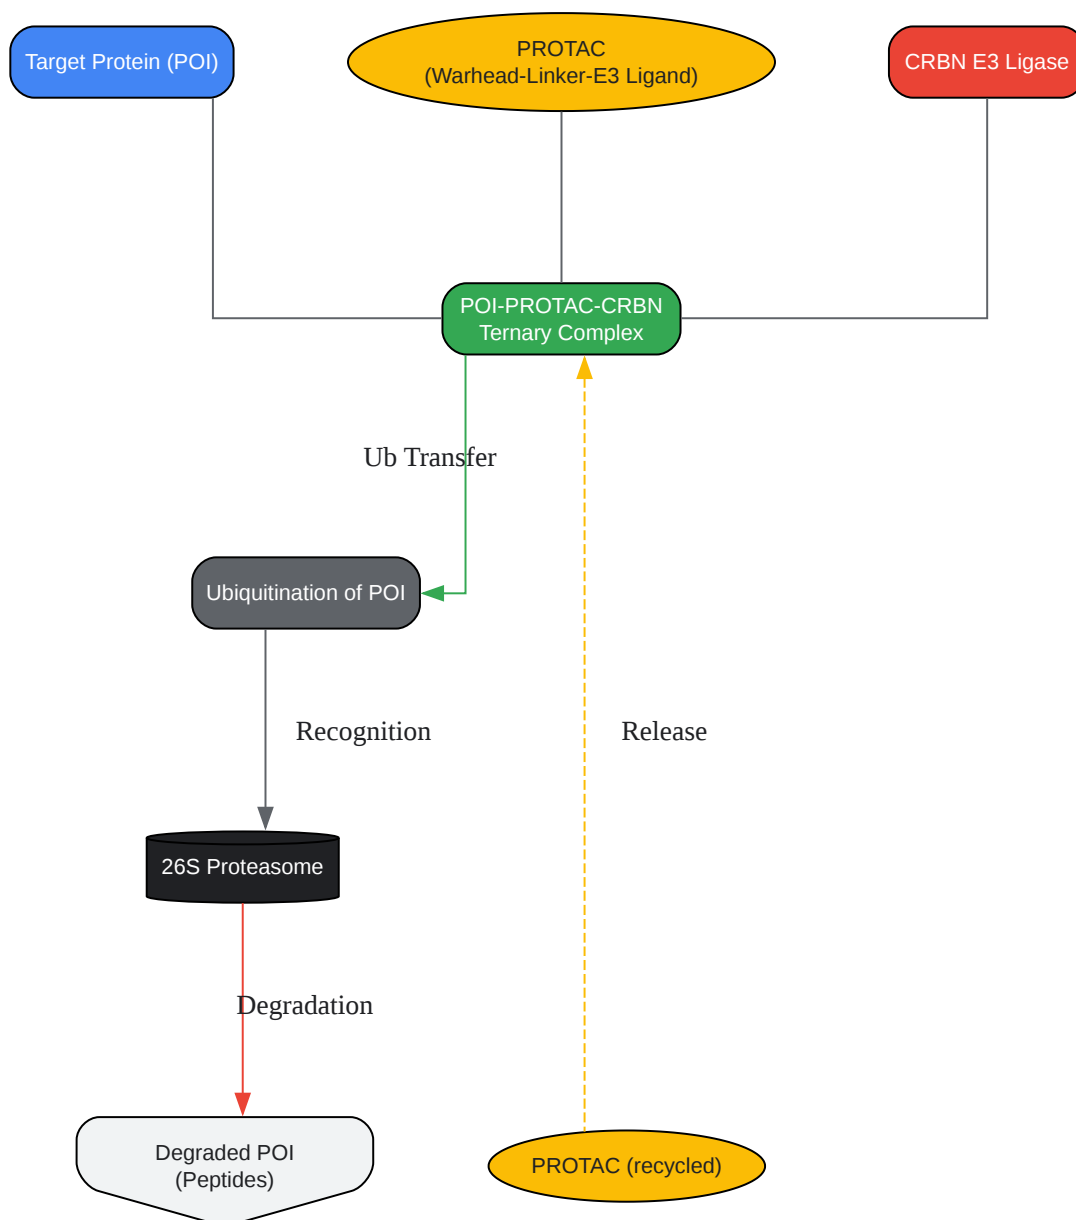 Target Protein (POI)
PROTAC
(Warhead-Linker-E3 Ligand)
CRBN E3 Ligase
POI-PROTAC-CRBN
Ternary Complex
Ub Transfer
Ubiquitination of POI
Recognition
Release
26S Proteasome
Degradation
Degraded POI
(Peptides)
PROTAC (recycled)